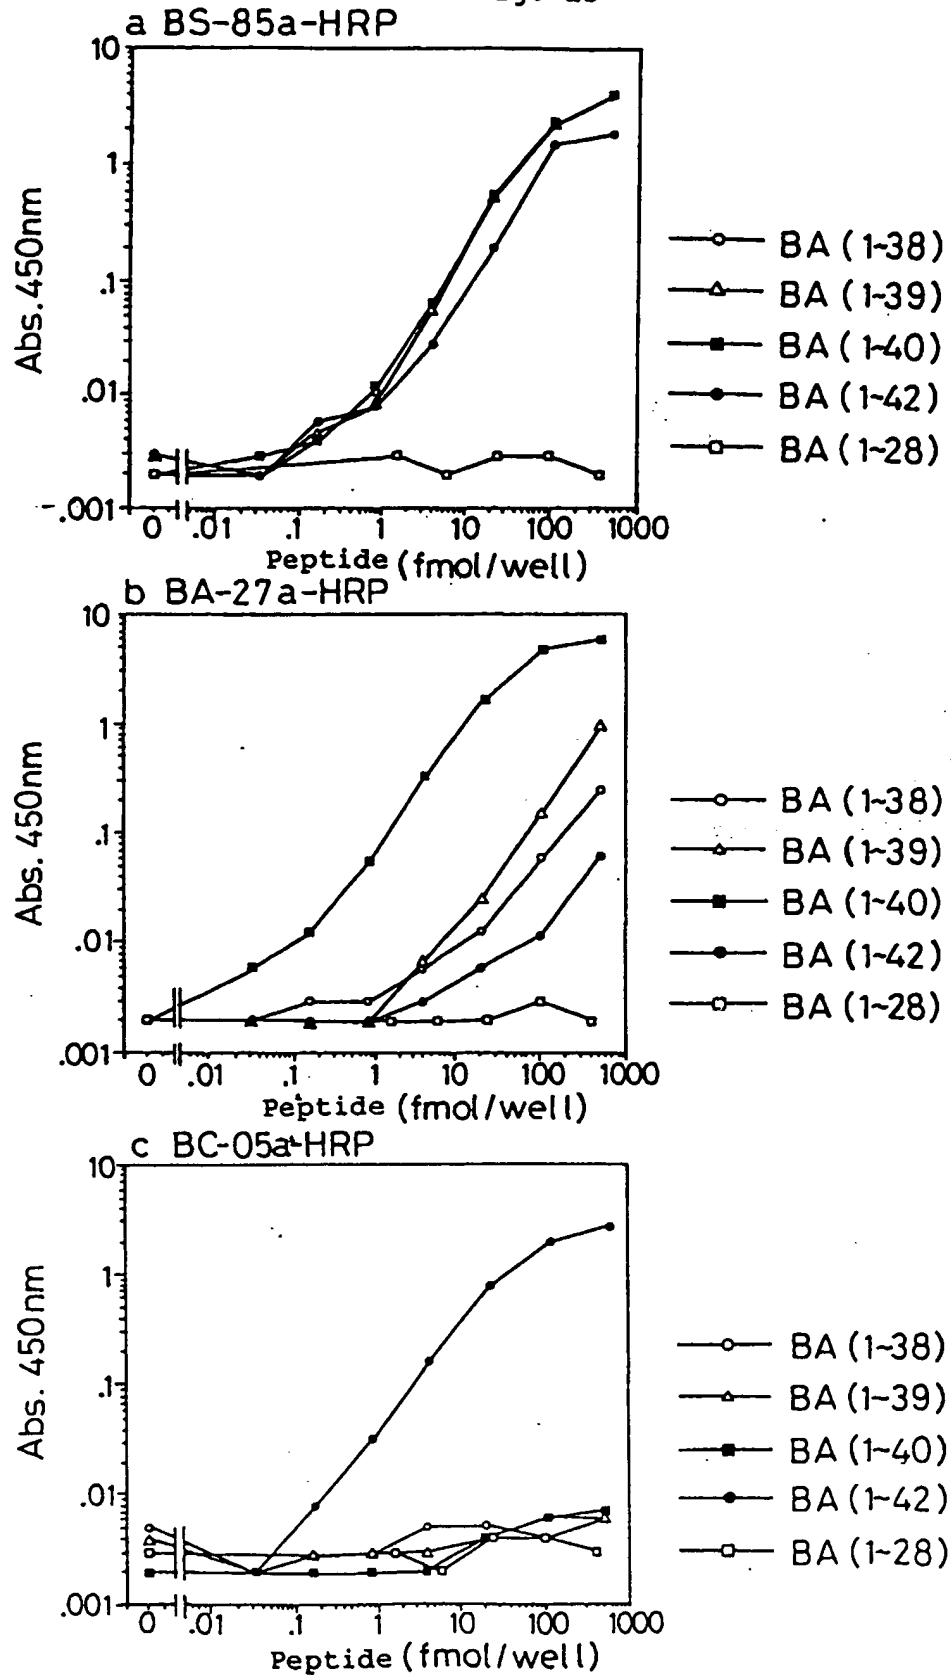 a BS-85a-HRP
10
1
.1
.01
.001
Abs. 450nm
0 .01 .1 1 10 100 1000
Peptide (fmol/well)
BA (1~38)
BA (1~39)
BA (1~40)
BA (1~42)
BA (1~28)
b BA-27a-HRP
10
1
.1
.01
.001
Abs. 450nm
0 .01 .1 1 10 100 1000
Peptide (fmol/well)
BA (1~38)
BA (1~39)
BA (1~40)
BA (1~42)
BA (1~28)
c BC-05a-HRP
10
1
.1
.01
.001
Abs. 450nm
0 .01 .1 1 10 100 1000
Peptide (fmol/well)
BA (1~38)
BA (1~39)
BA (1~40)
BA (1~42)
BA (1~28)